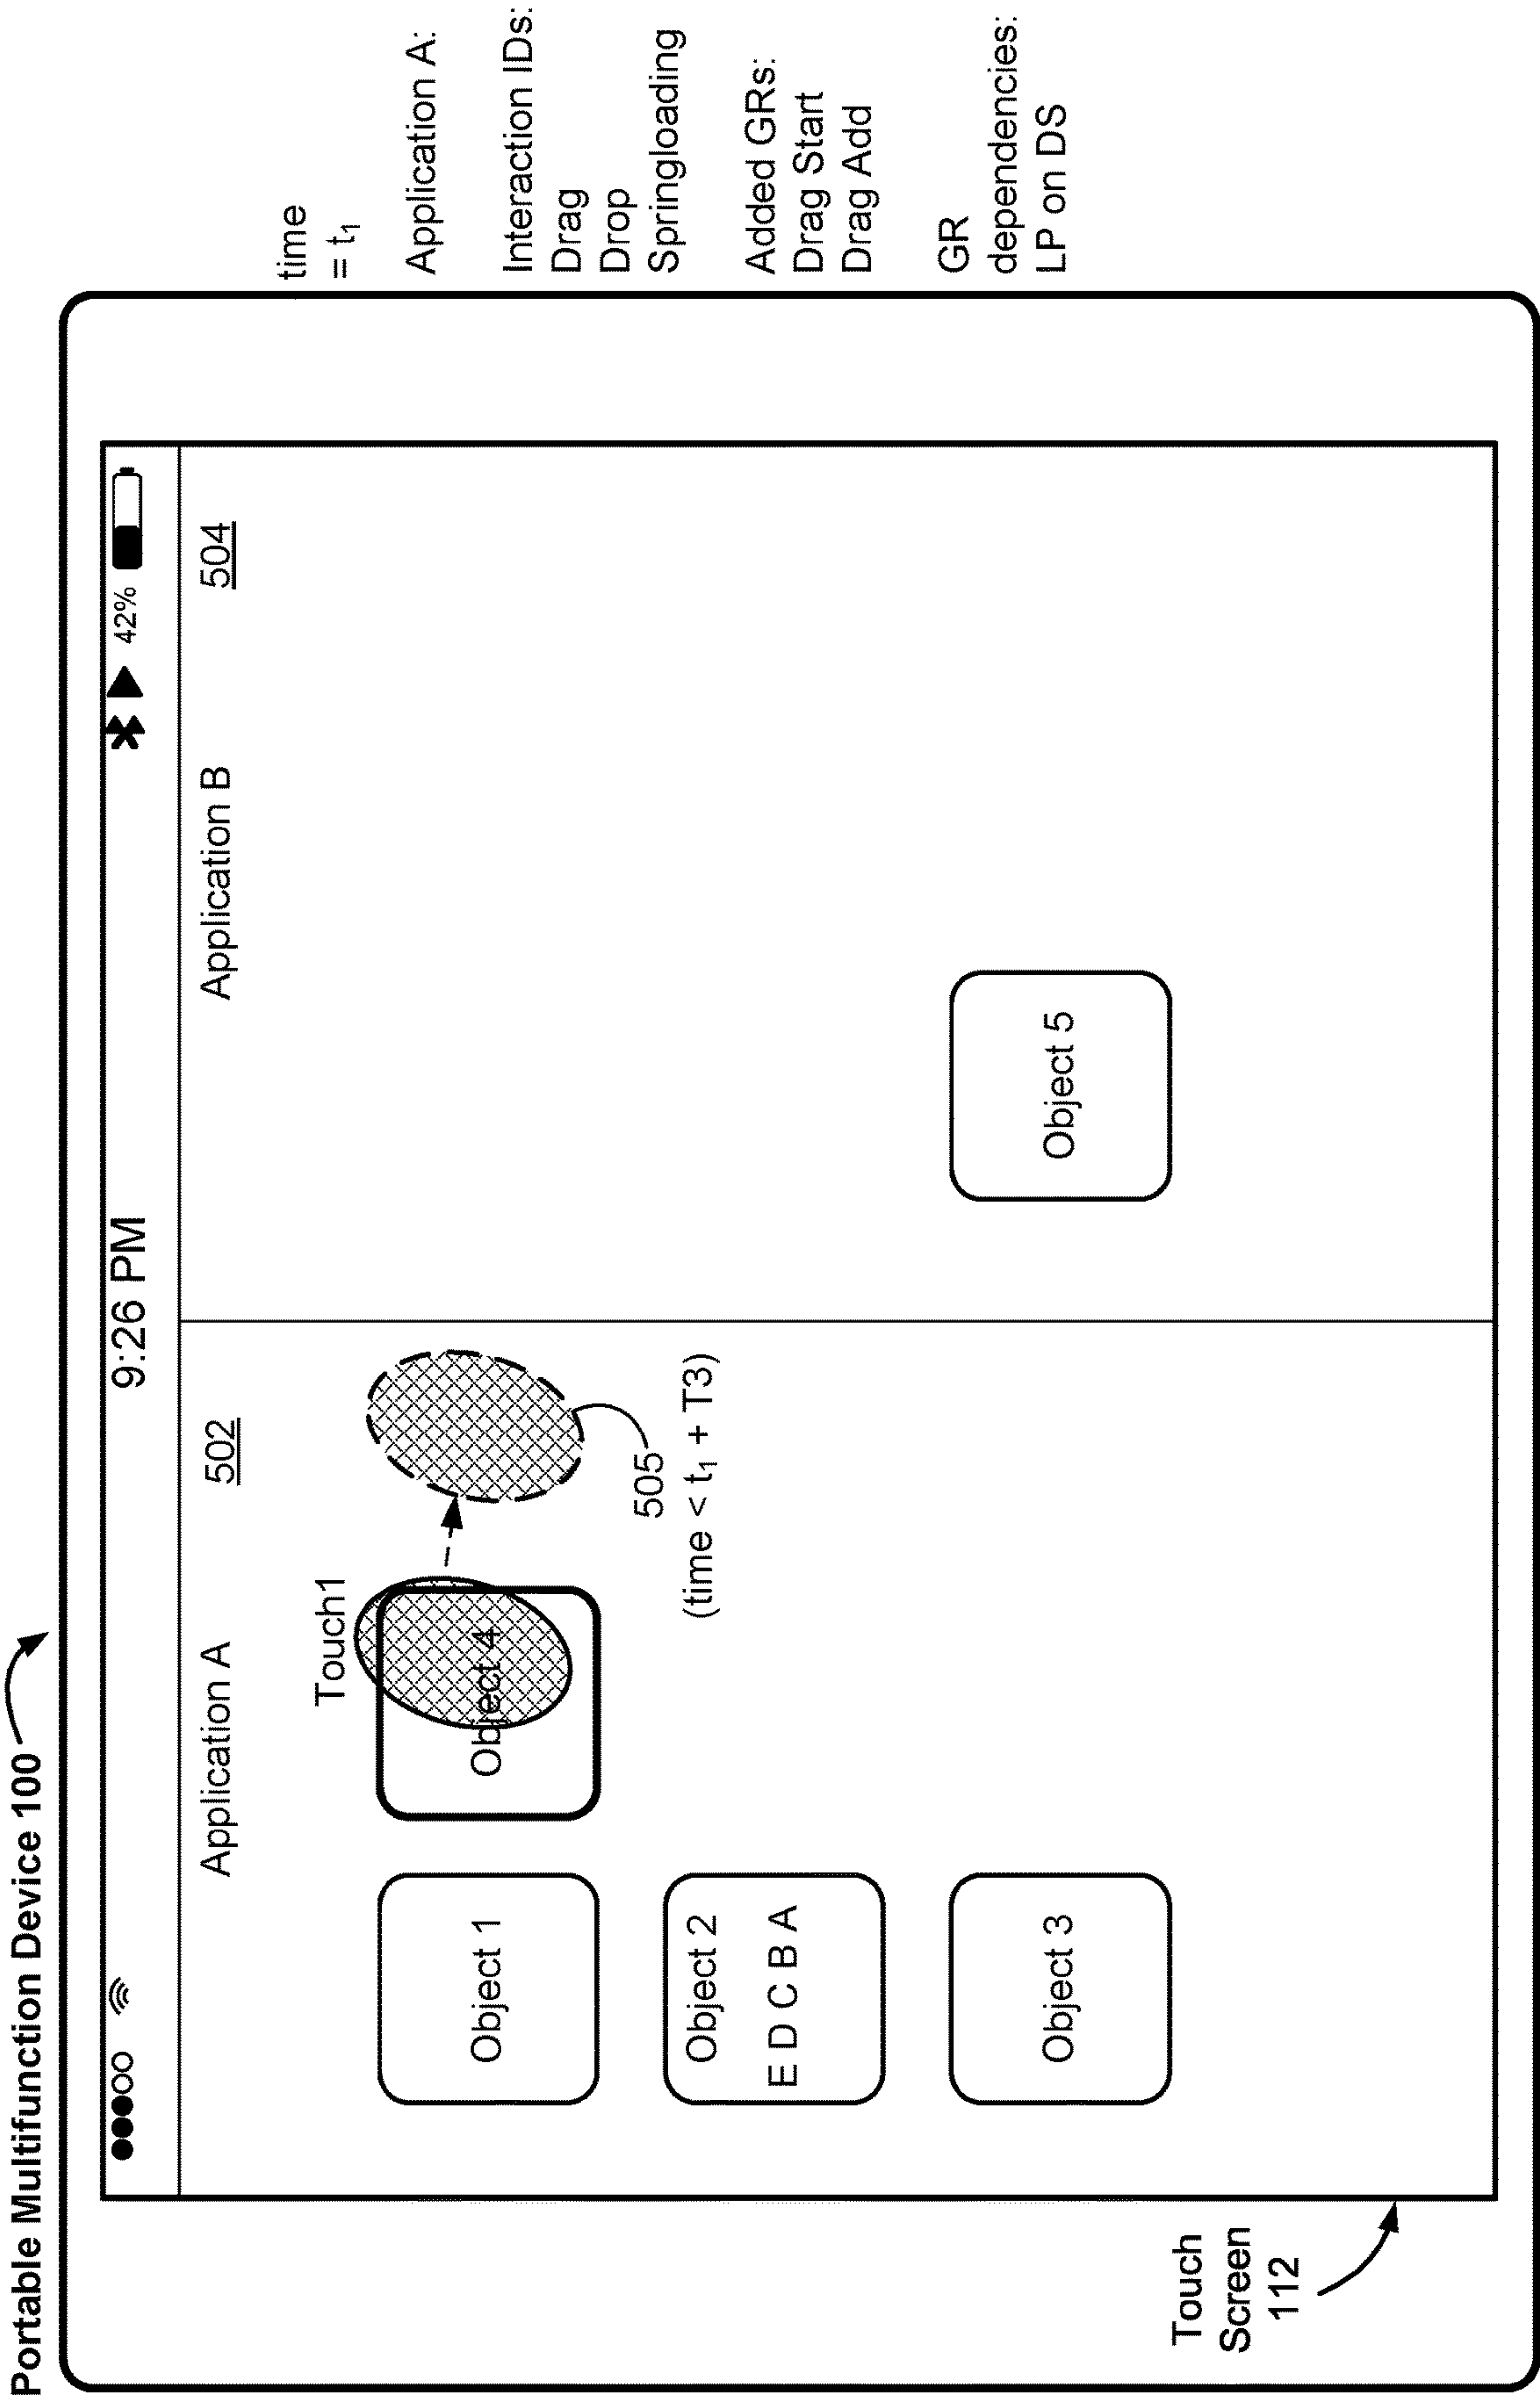 Portable Multifunction Device 100
9:26 PM
42%
Application A
502
Application B
504
Touch1
Object 1
Object 4
505
(time < t₁ + T3)
Object 2
E D C B A
Object 3
Object 5
Touch
Screen
112
time
= t₁
Application A:
Interaction IDs:
Drag
Drop
Springloading
Added GRs:
Drag Start
Drag Add
GR
dependencies:
LP on DS